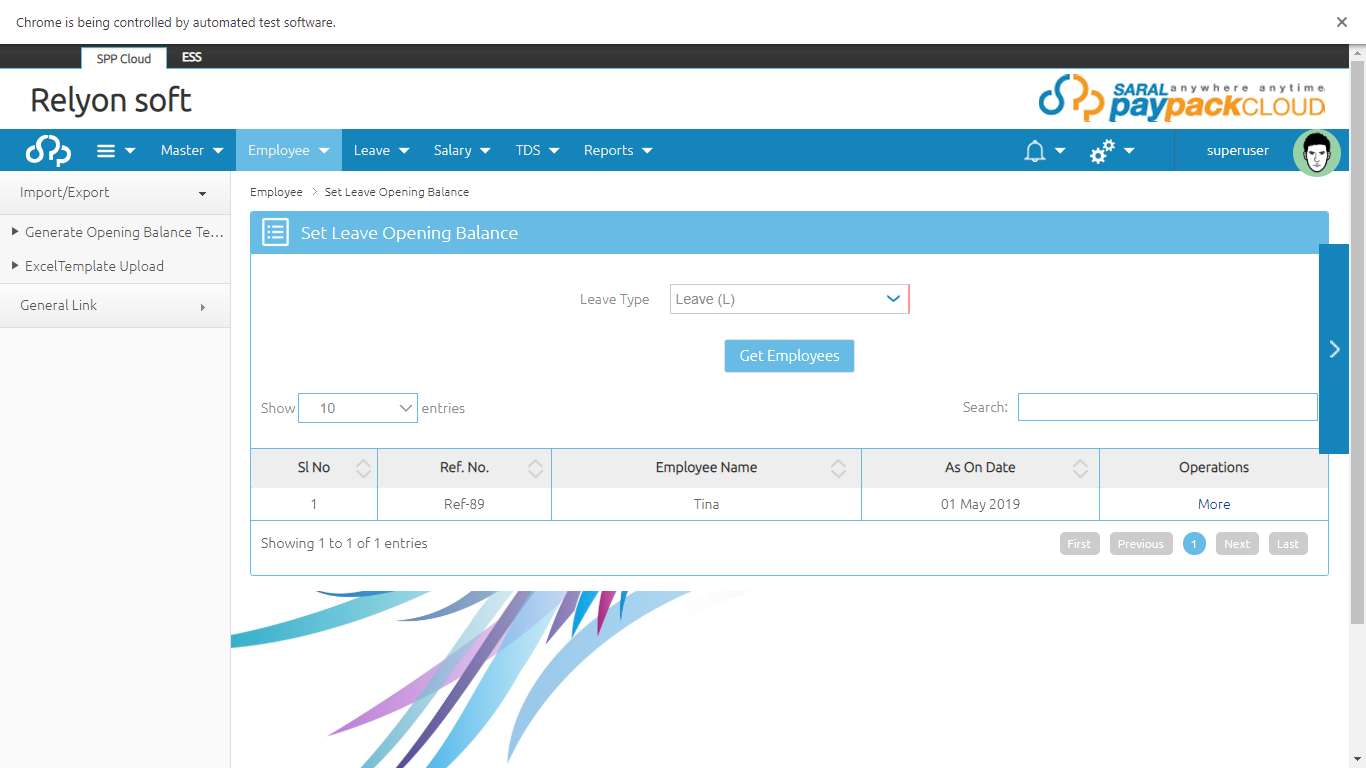 Chrome is being controlled by automated test software.
SPP Cloud ESS
Relyon soft
SARAL anywhere anytime
paypackCLOUD
Master Employee Leave Salary TDS Reports superuser
Import/Export
Generate Opening Balance Te...
ExcelTemplate Upload
General Link
Employee > Set Leave Opening Balance
Set Leave Opening Balance
Leave Type Leave (L)
Get Employees
Show 10 entries Search:
Sl No Ref. No. Employee Name As On Date Operations
1 Ref-89 Tina 01 May 2019 More
Showing 1 to 1 of 1 entries First Previous 1 Next Last